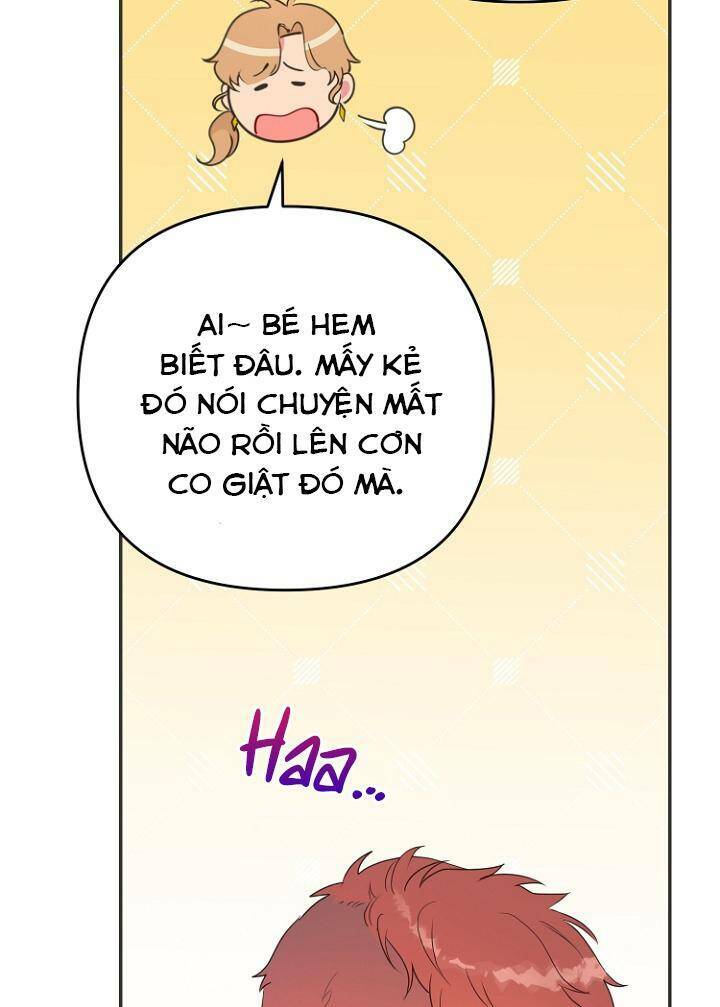 AI~ BÉ HEM
BIẾT ĐÂU. MẤY KẺ
ĐÓ NÓI CHUYỆN MẤT
NÃO RỒI LÊN CƠN
CO GIẬT ĐÓ MÀ.
Haa...